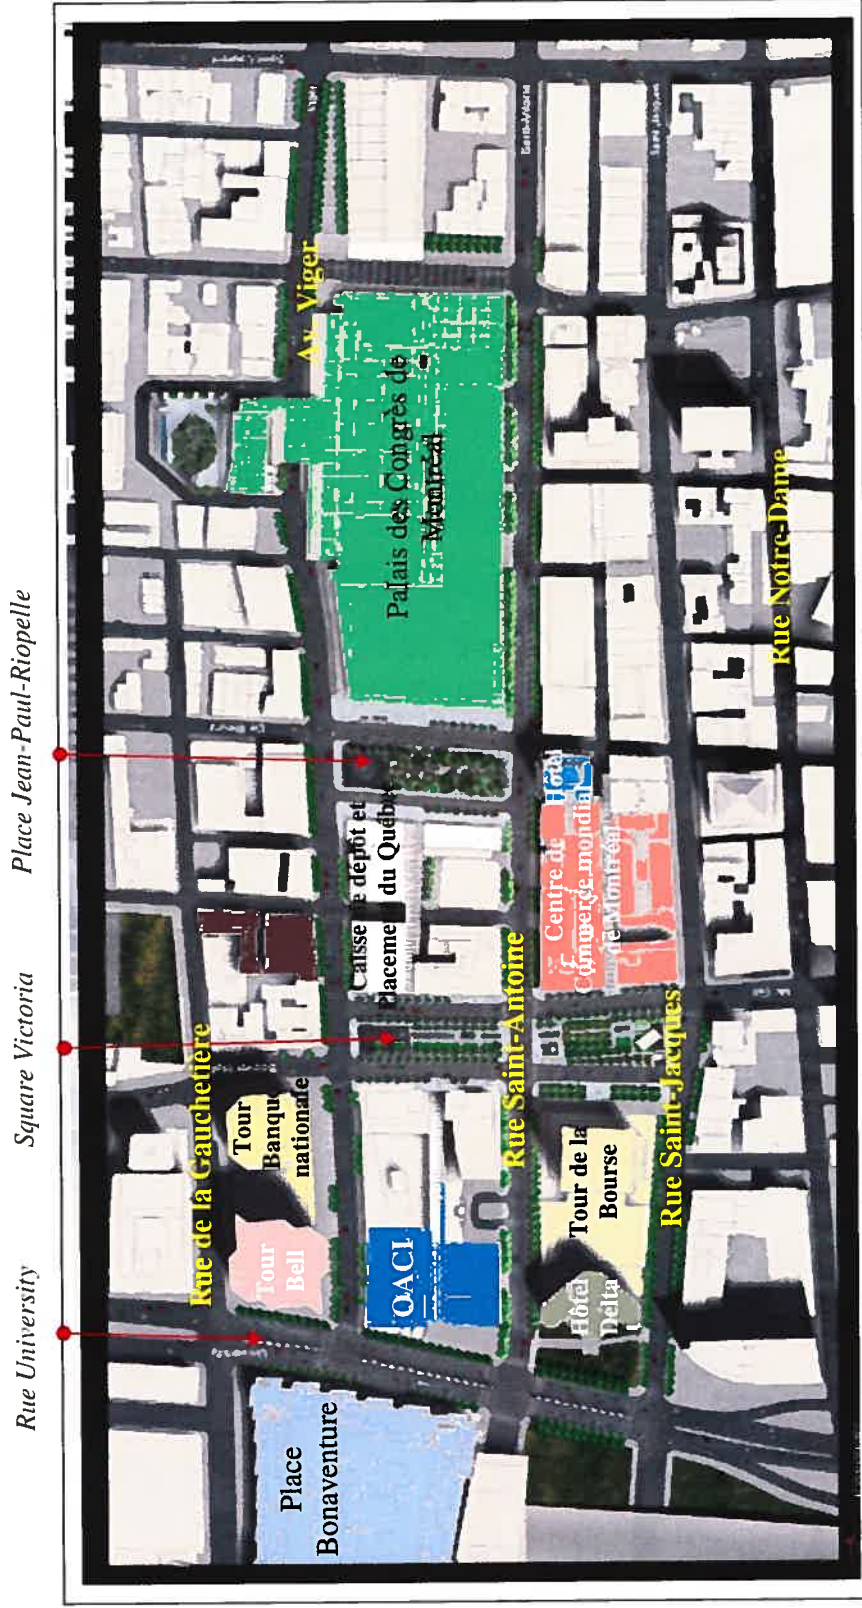 Rue University
Square Victoria
Place Jean-Paul-Riopelle
Rue de la Gauchetière
Av. Viger
Tour
Banque
nationale
Tour
Bell
Place
Bonaventure
OACI
Caisse de dépôt et
Placement du Québec
Palais des Congrès de
Montréal
Rue Saint-Antoine
Hôtel
Delta
Tour de la
Bourse
Centre de
Commerce mondial
de Montréal
Hôtel
Rue Saint-Jacques
Rue Notre-Dame
University